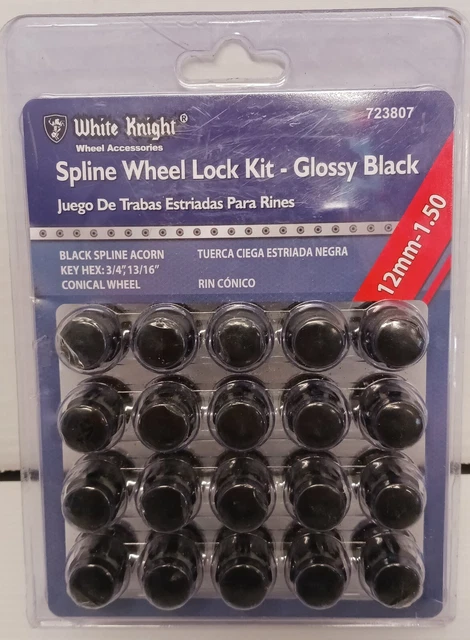 723807
White Knight®
Wheel Accessories
Spline Wheel Lock Kit - Glossy Black
Juego De Trabas Estriadas Para Rines
12mm-1.50
BLACK SPLINE ACORN
KEY HEX: 3/4", 13/16"
CONICAL WHEEL
TUERCA CIEGA ESTRIADA NEGRA
RIN CÓNICO